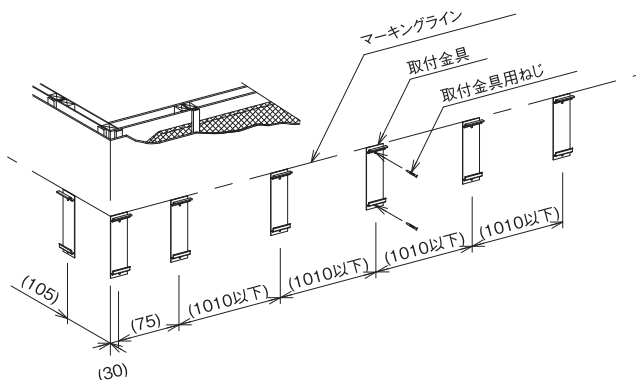 マーキングライン
取付金具
取付金具用ねじ
(1010以下)
(1010以下)
(1010以下)
(1010以下)
(75)
(105)
(30)